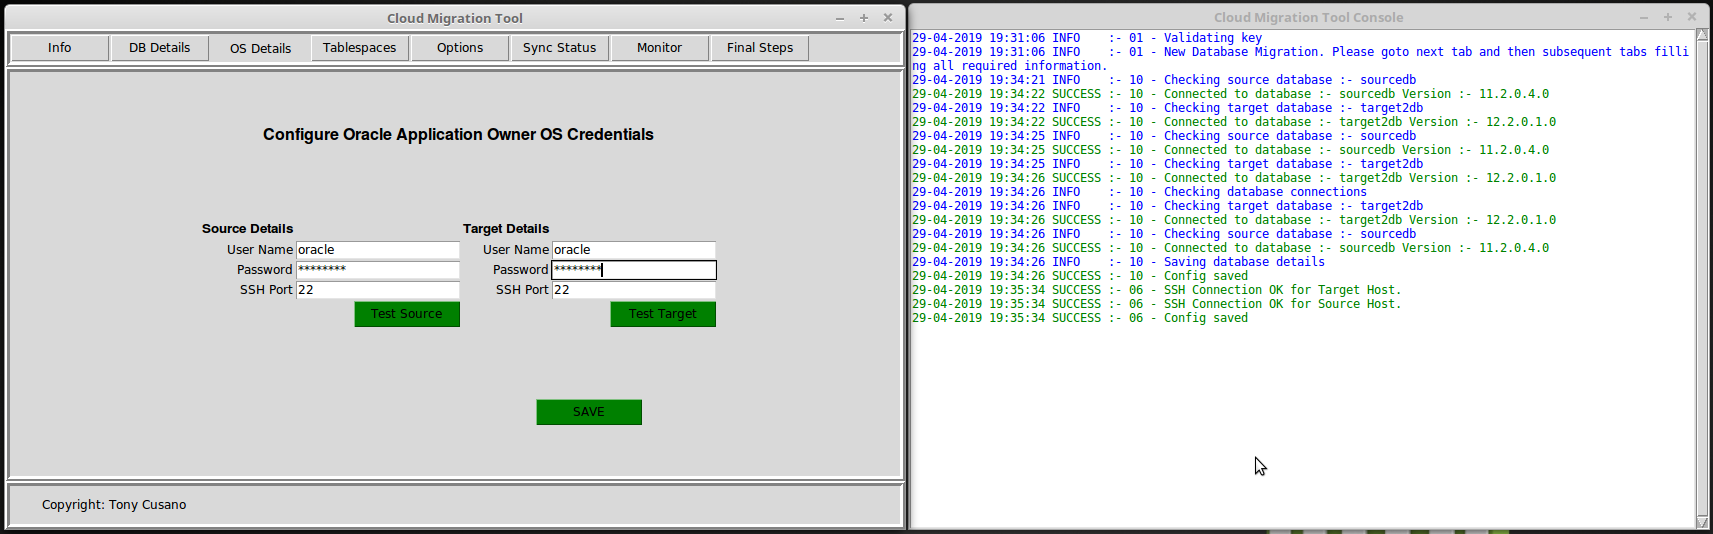 Cloud Migration Tool
Info DB Details OS Details Tablespaces Options Sync Status Monitor Final Steps
Configure Oracle Application Owner OS Credentials
Source Details Target Details
User Name oracle User Name oracle
Password ******** Password ********
SSH Port 22 SSH Port 22
Test Source Test Target
SAVE
Copyright: Tony Cusano
Cloud Migration Tool Console
29-04-2019 19:31:06 INFO    :- 01 - Validating key
29-04-2019 19:31:06 INFO    :- 01 - New Database Migration. Please goto next tab and then subsequent tabs filli
ng all required information.
29-04-2019 19:34:21 INFO    :- 10 - Checking source database :- sourcedb
29-04-2019 19:34:22 SUCCESS :- 10 - Connected to database :- sourcedb Version :- 11.2.0.4.0
29-04-2019 19:34:22 INFO    :- 10 - Checking target database :- target2db
29-04-2019 19:34:22 SUCCESS :- 10 - Connected to database :- target2db Version :- 12.2.0.1.0
29-04-2019 19:34:25 INFO    :- 10 - Checking source database :- sourcedb
29-04-2019 19:34:25 SUCCESS :- 10 - Connected to database :- sourcedb Version :- 11.2.0.4.0
29-04-2019 19:34:25 INFO    :- 10 - Checking target database :- target2db
29-04-2019 19:34:26 SUCCESS :- 10 - Connected to database :- target2db Version :- 12.2.0.1.0
29-04-2019 19:34:26 INFO    :- 10 - Checking database connections
29-04-2019 19:34:26 INFO    :- 10 - Checking target database :- target2db
29-04-2019 19:34:26 SUCCESS :- 10 - Connected to database :- target2db Version :- 12.2.0.1.0
29-04-2019 19:34:26 INFO    :- 10 - Checking source database :- sourcedb
29-04-2019 19:34:26 SUCCESS :- 10 - Connected to database :- sourcedb Version :- 11.2.0.4.0
29-04-2019 19:34:26 INFO    :- 10 - Saving database details
29-04-2019 19:34:26 SUCCESS :- 10 - Config saved
29-04-2019 19:35:34 SUCCESS :- 06 - SSH Connection OK for Target Host.
29-04-2019 19:35:34 SUCCESS :- 06 - SSH Connection OK for Source Host.
29-04-2019 19:35:34 SUCCESS :- 06 - Config saved